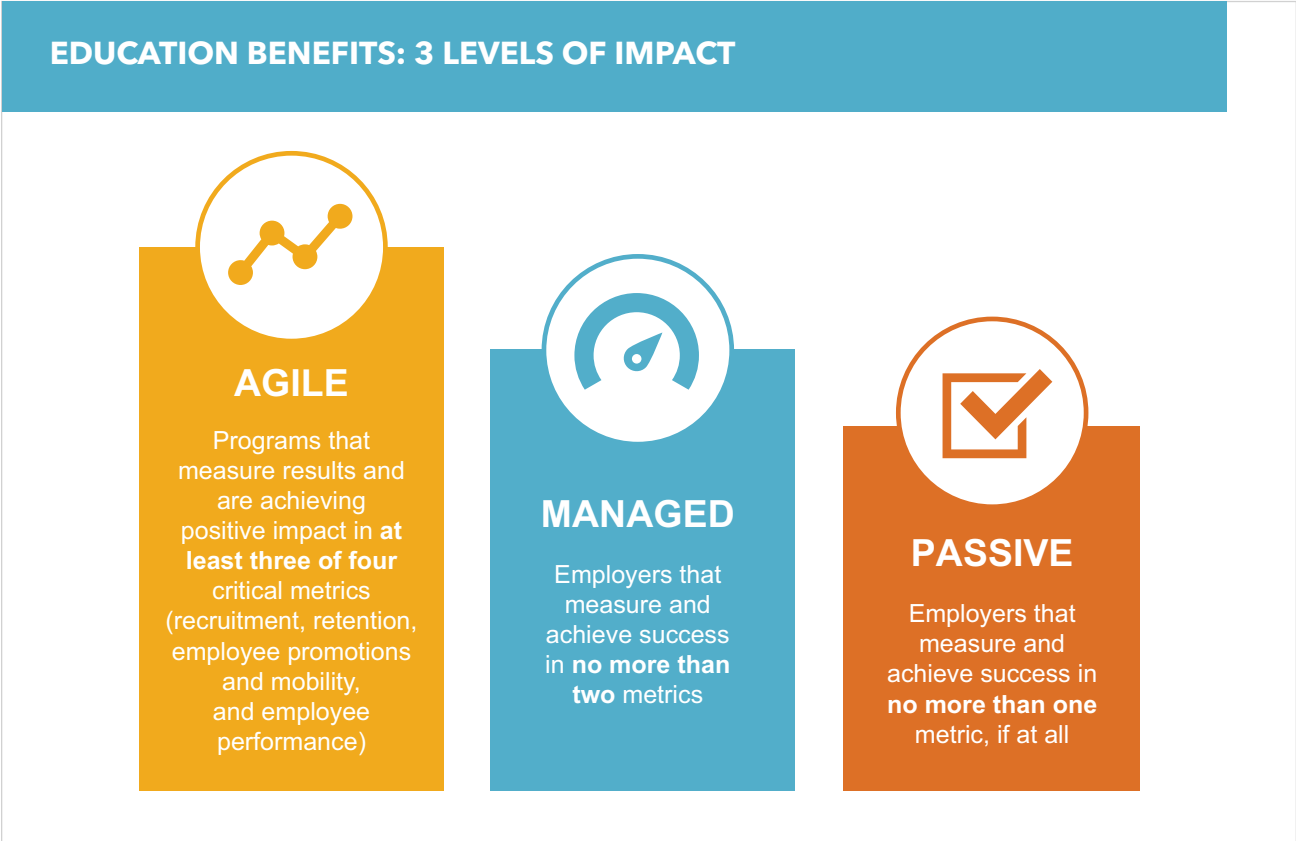 EDUCATION BENEFITS: 3 LEVELS OF IMPACT
AGILE
Programs that
measure results and
are achieving
positive impact in at
least three of four
critical metrics
(recruitment, retention,
employee promotions
and mobility,
and employee
performance)
MANAGED
Employers that
measure and
achieve success
in no more than
two metrics
PASSIVE
Employers that
measure and
achieve success in
no more than one
metric, if at all